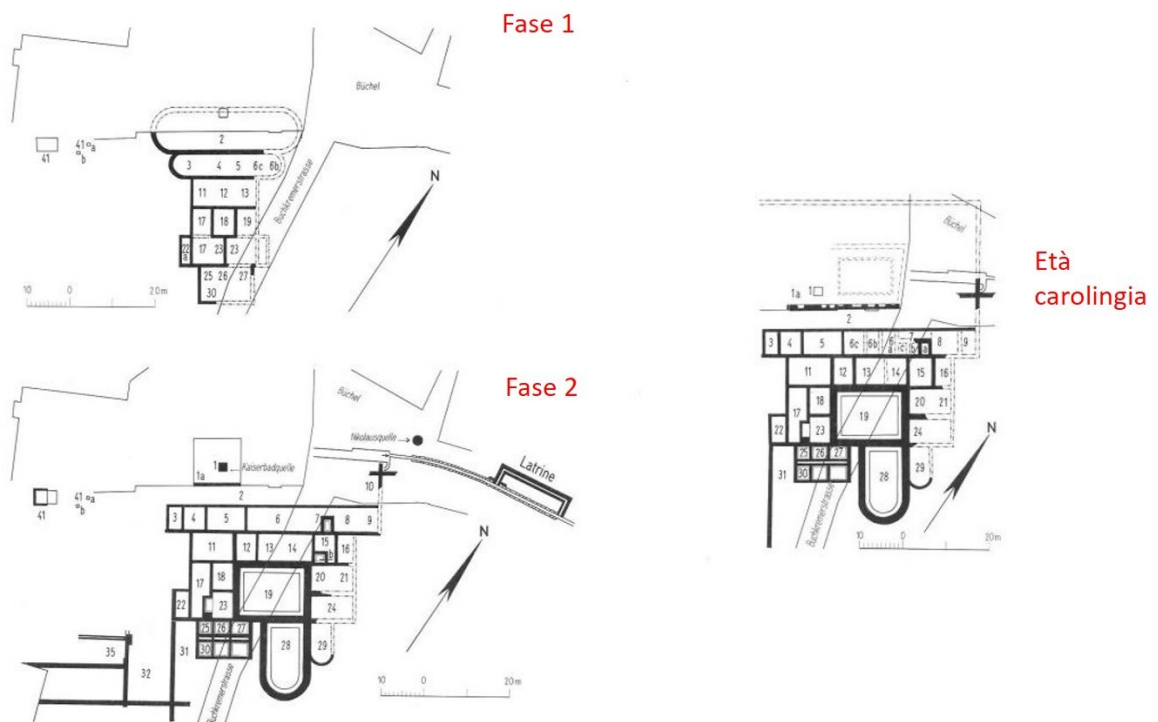 Fase 1
Büchel
2
41 41 a
b
3 4 5 6c 6b
11 12 13
Buchkremerstrasse
N
17 18 19
22 a 17 23 23
25 26 27
30
10 0 20 m
Fase 2
Büchel
Nikolausquelle
1 Kaiserbadquelle
1a
Latrine
10
2
41 41 a
b
3 4 5 6 7 8 9
N
11 12 13 14 15 16
17 18 19 20 21
22 23 24
25 26 27
28 29
30 31
35 32
Buchkremerstrasse
10 0 20m
Età
carolingia
Büchel
1a 1
2
3 4 5 6c 6b 7 8 9
11 12 13 14 15 16
N
17 18 19 20 21
22 23 24
25 26 27
31 30 28 29
Buchkremerstrasse
10 0 20m